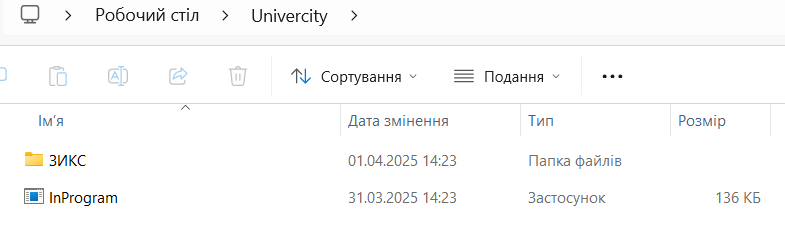 Робочий стіл Univercity
Сортування Подання
Ім'я Дата змінення Тип Розмір
ЗИКС 01.04.2025 14:23 Папка файлів
InProgram 31.03.2025 14:23 Застосунок 136 КБ